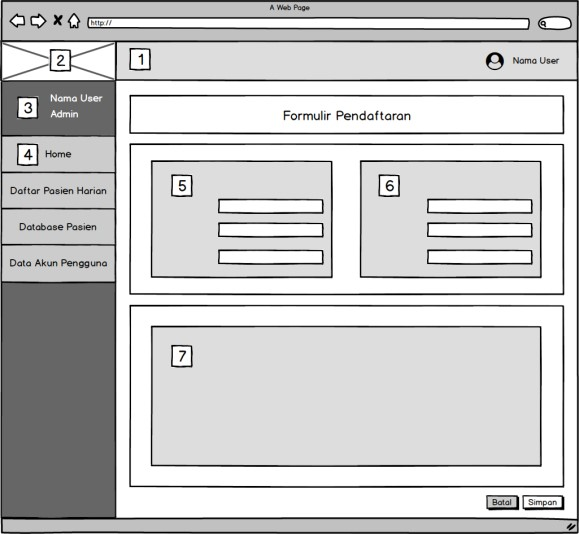 A Web Page
http://
2
1
Nama User
3
Nama User
Admin
Formulir Pendaftaran
4
Home
5
6
Daftar Pasien Harian
Database Pasien
Data Akun Pengguna
7
Batal
Simpan